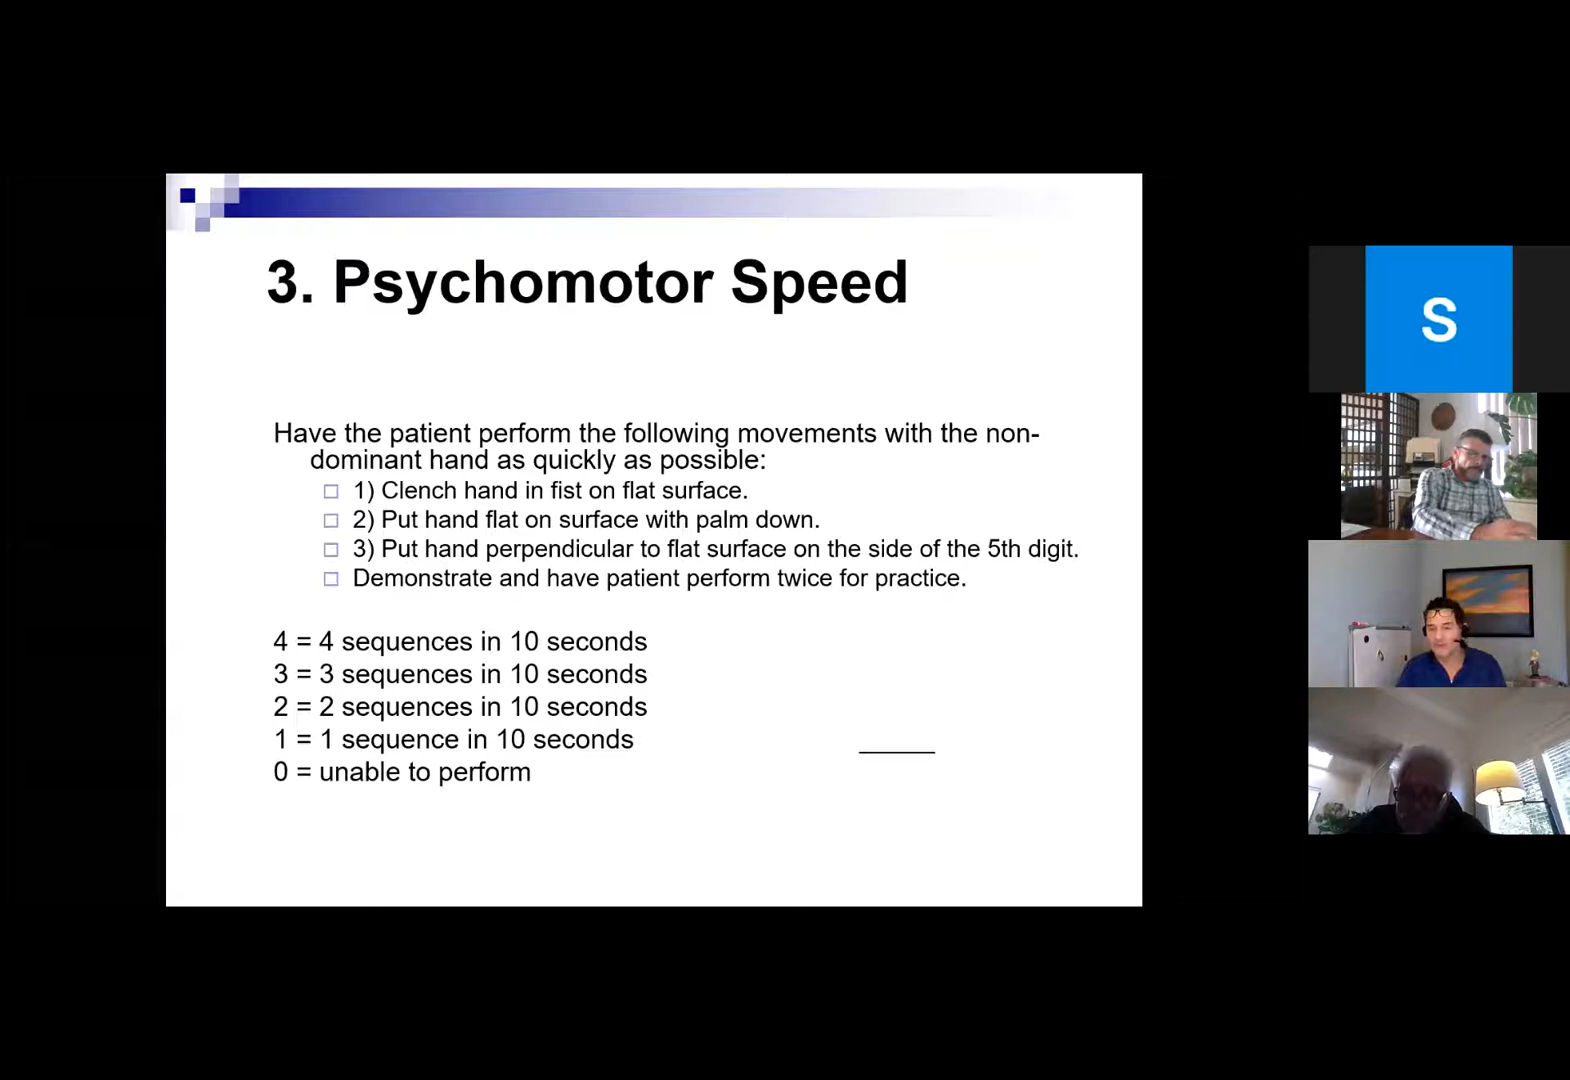 3. Psychomotor Speed
Have the patient perform the following movements with the non-
dominant hand as quickly as possible:
1) Clench hand in fist on flat surface.
2) Put hand flat on surface with palm down.
3) Put hand perpendicular to flat surface on the side of the 5th digit.
Demonstrate and have patient perform twice for practice.
4 = 4 sequences in 10 seconds
3 = 3 sequences in 10 seconds
2 = 2 sequences in 10 seconds
1 = 1 sequence in 10 seconds
0 = unable to perform
S